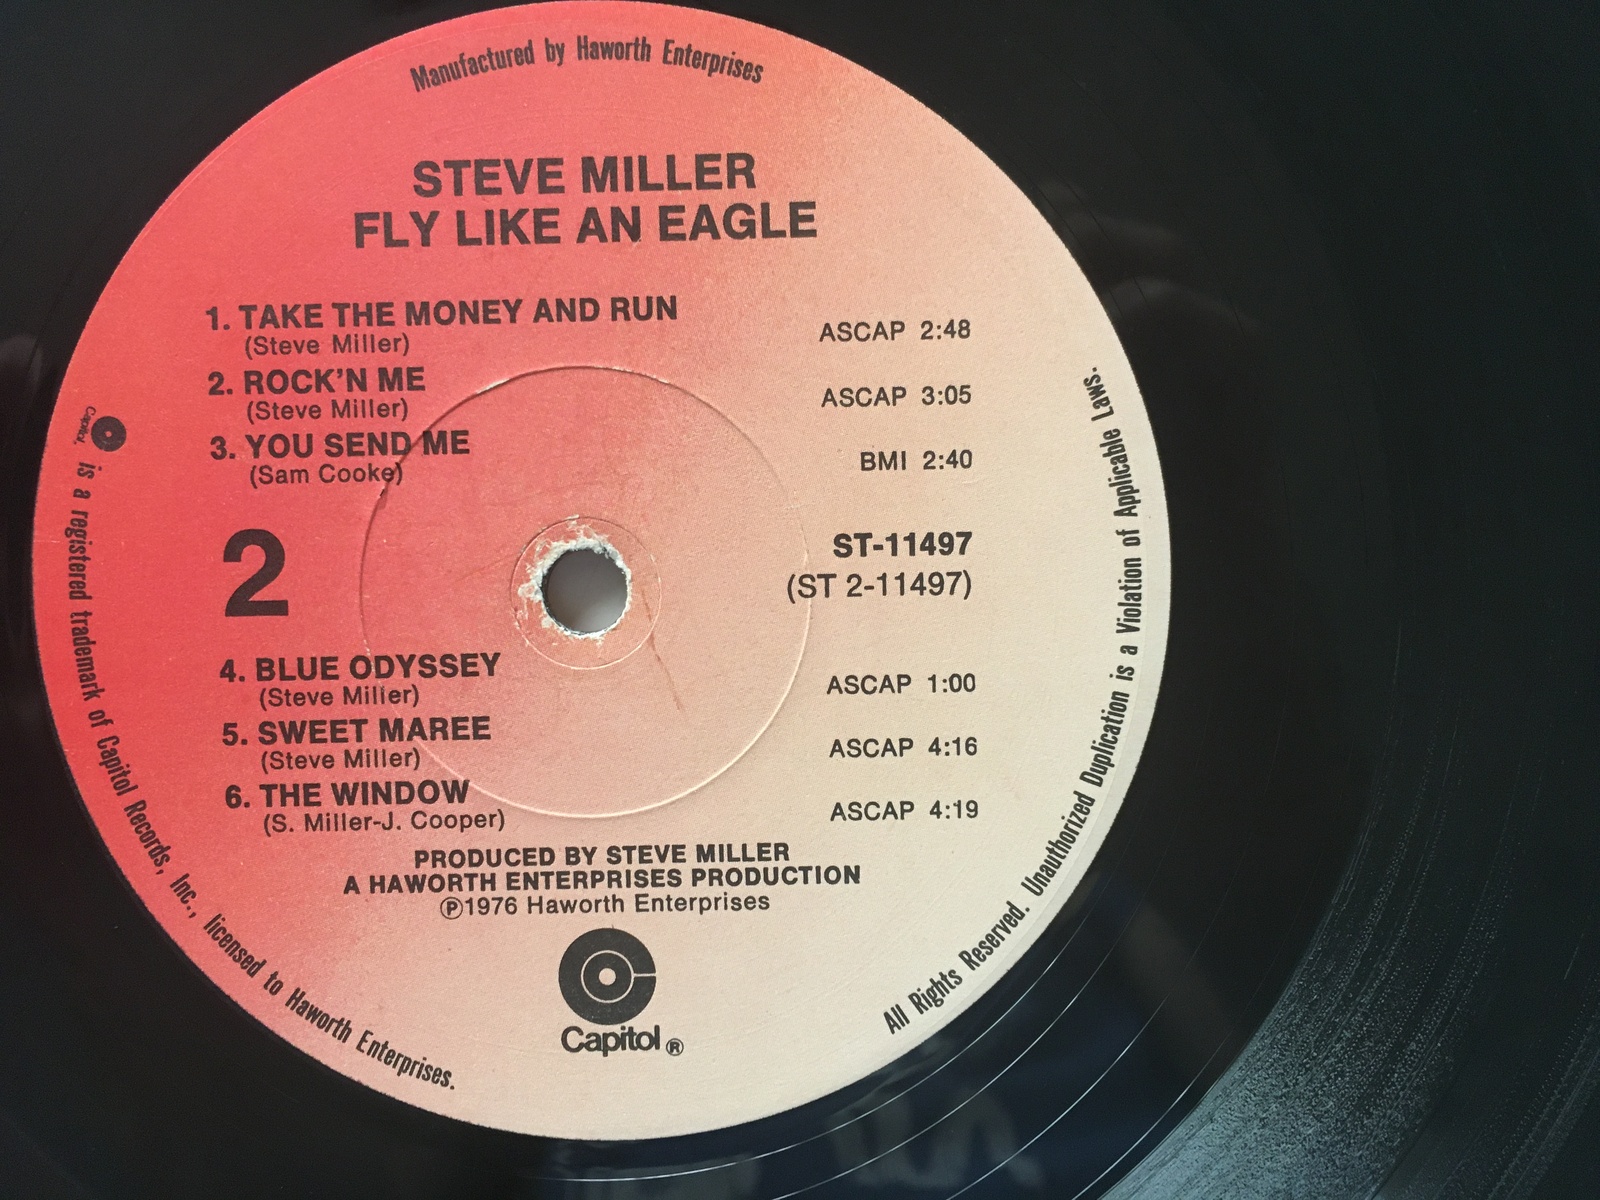 Manufactured by Haworth Enterprises
STEVE MILLER
FLY LIKE AN EAGLE
1. TAKE THE MONEY AND RUN
(Steve Miller)
ASCAP 2:48
2. ROCK'N ME
(Steve Miller)
ASCAP 3:05
3. YOU SEND ME
(Sam Cooke)
BMI 2:40
2
ST-11497
(ST 2-11497)
4. BLUE ODYSSEY
(Steve Miller)
ASCAP 1:00
5. SWEET MAREE
(Steve Miller)
ASCAP 4:16
6. THE WINDOW
(S. Miller-J. Cooper)
ASCAP 4:19
PRODUCED BY STEVE MILLER
A HAWORTH ENTERPRISES PRODUCTION
Ⓟ1976 Haworth Enterprises
Capitol ®
Capitol, is a registered trademark of Capitol Records, Inc., licensed to Haworth Enterprises.
All Rights Reserved. Unauthorized Duplication is a Violation of Applicable Laws.